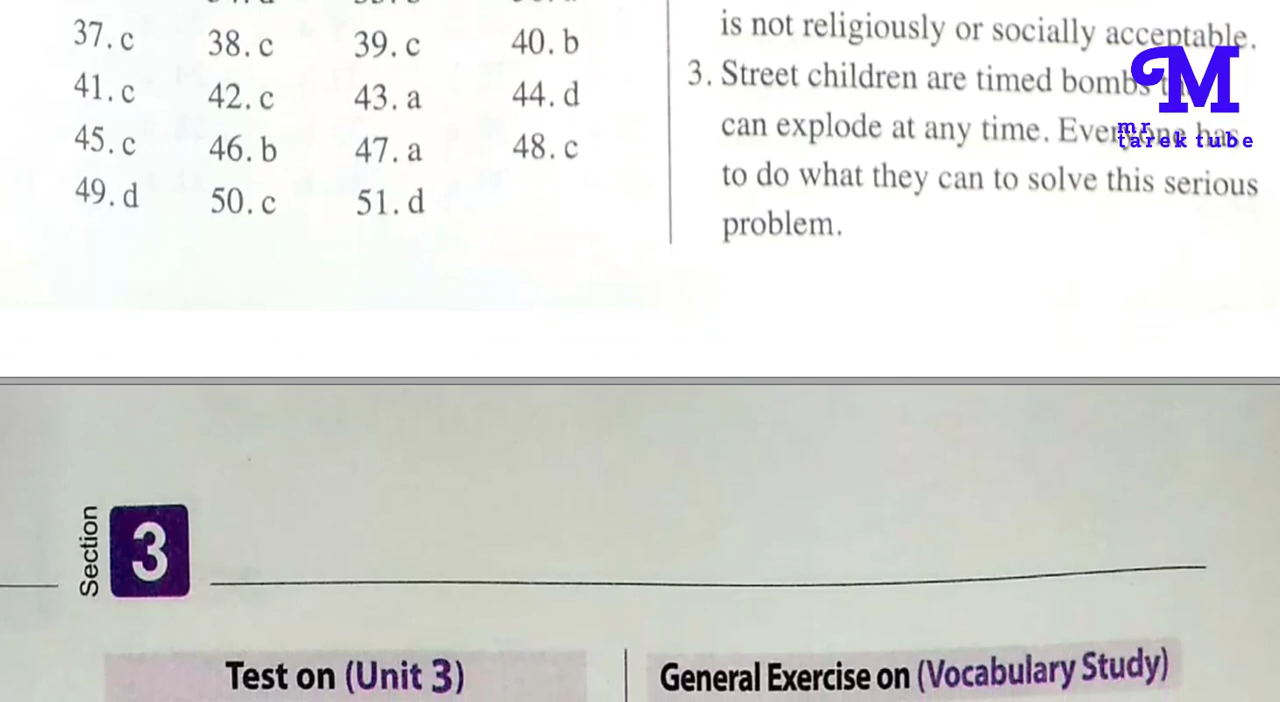 37. c 38. c 39. c 40. b
41. c 42. c 43. a 44. d
45. c 46. b 47. a 48. c
49. d 50. c 51. d
is not religiously or socially acceptable.
3. Street children are timed bombs
can explode at any time. Everyone has
to do what they can to solve this serious
problem.
M
mr
tarek tube
Section
3
Test on (Unit 3)
General Exercise on (Vocabulary Study)